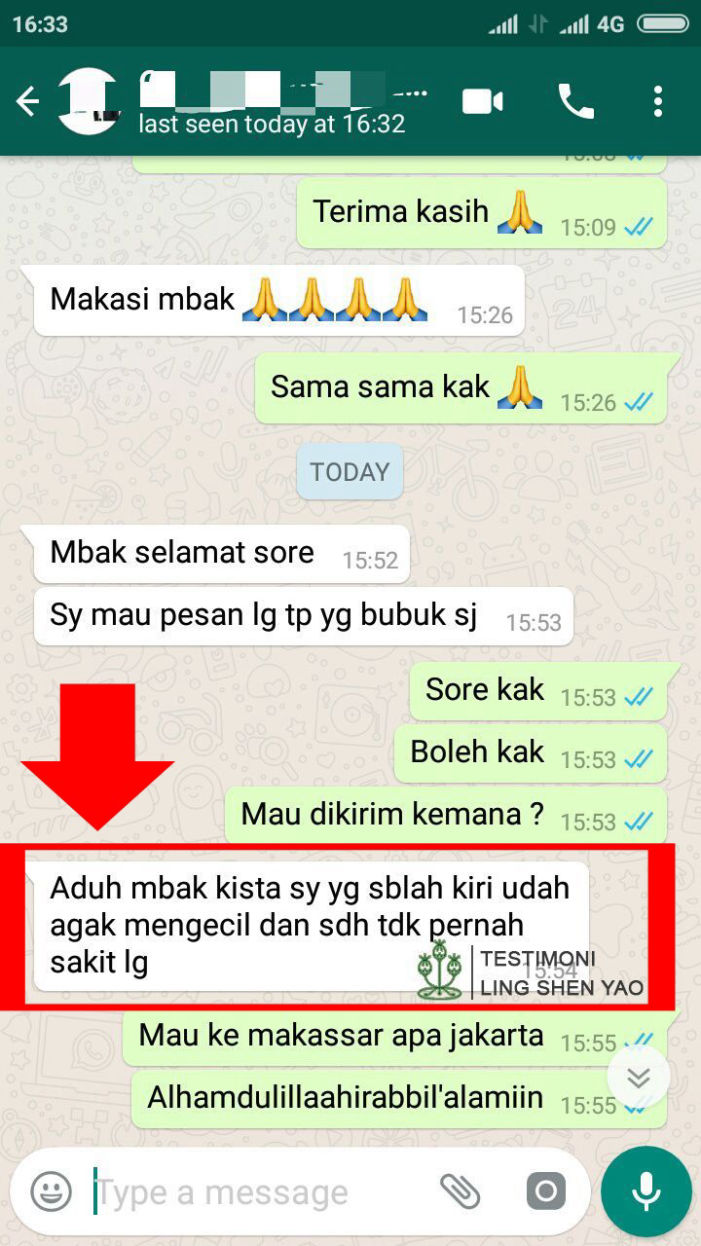 16:33
4G
last seen today at 16:32
Terima kasih 🙏 15:09
Makasi mbak 🙏🙏🙏🙏 15:26
Sama sama kak 🙏 15:26
TODAY
Mbak selamat sore 15:52
Sy mau pesan lg tp yg bubuk sj 15:53
Sore kak 15:53
Boleh kak 15:53
Mau dikirim kemana ? 15:53
Aduh mbak kista sy yg sblah kiri udah
agak mengecil dan sdh tdk pernah
sakit lg 15:54
TESTIMONI
LING SHEN YAO
Mau ke makassar apa jakarta 15:55
Alhamdulillaahirabbil'alamiin 15:55
Type a message